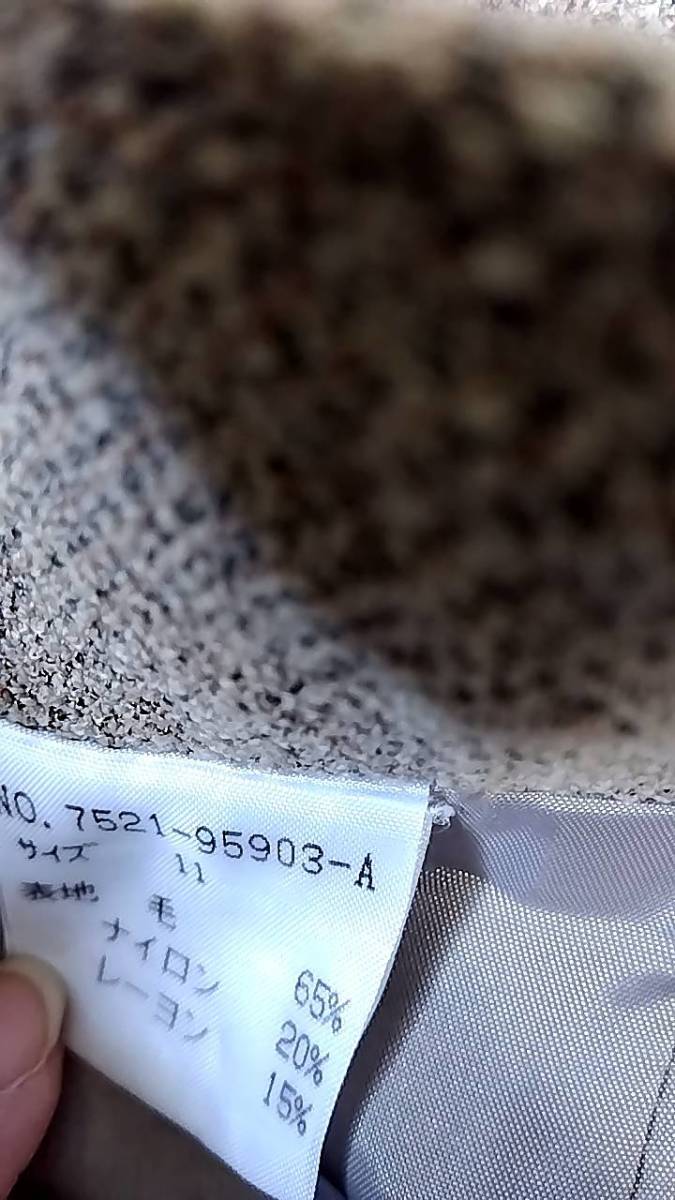 NO. 7521-95903-A
サイズ 11
表地 毛 65%
ナイロン 20%
レーヨン 15%